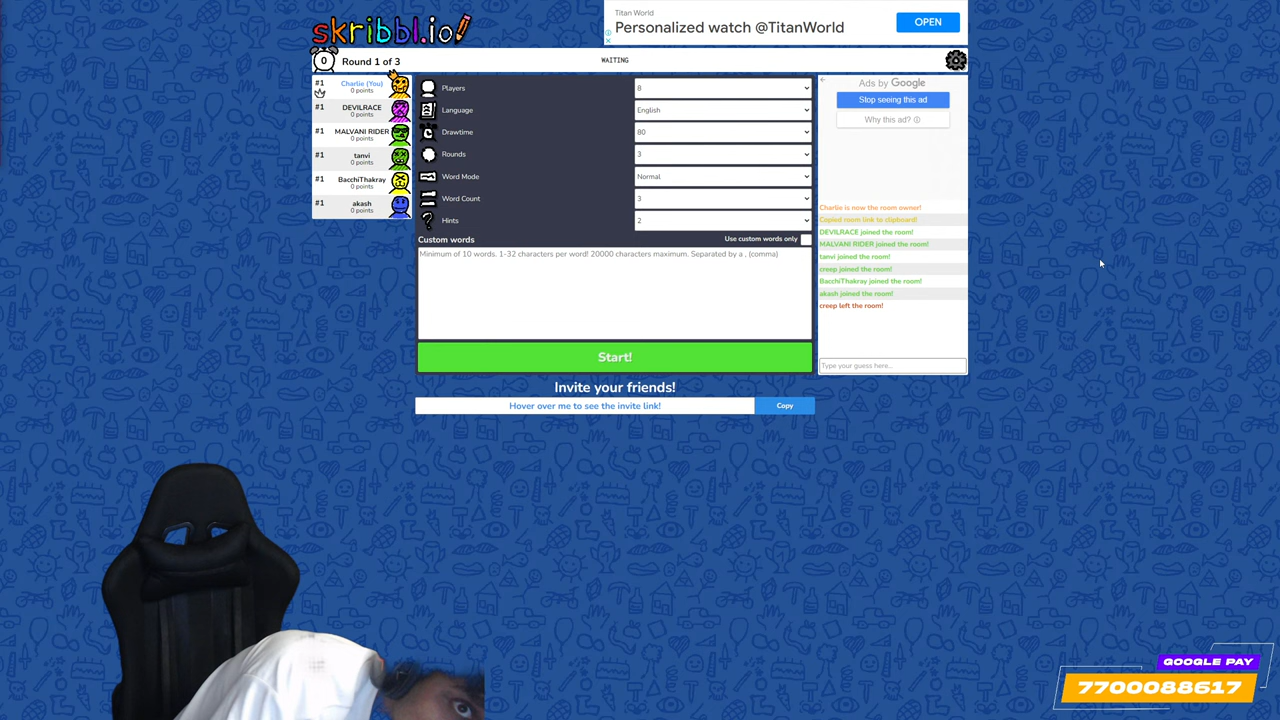 skribbl.io
Titan World
Personalized watch @TitanWorld
OPEN
0
Round 1 of 3
WAITING
#1
Charlie (You)
0 points
#1
DEVILRACE
0 points
#1
MALVANI RIDER
0 points
#1
tanvi
0 points
#1
BacchiThakray
0 points
#1
akash
0 points
Players
8
Language
English
Drawtime
80
Rounds
3
Word Mode
Normal
Word Count
3
Hints
2
Custom words
Use custom words only
Minimum of 10 words. 1-32 characters per word! 20000 characters maximum. Separated by a , (comma)
Start!
Invite your friends!
Hover over me to see the invite link!
Copy
Ads by Google
Stop seeing this ad
Why this ad?
Charlie is now the room owner!
Copied room link to clipboard!
DEVILRACE joined the room!
MALVANI RIDER joined the room!
tanvi joined the room!
creep joined the room!
BacchiThakray joined the room!
akash joined the room!
creep left the room!
Type your guess here...
GOOGLE PAY
7700088617